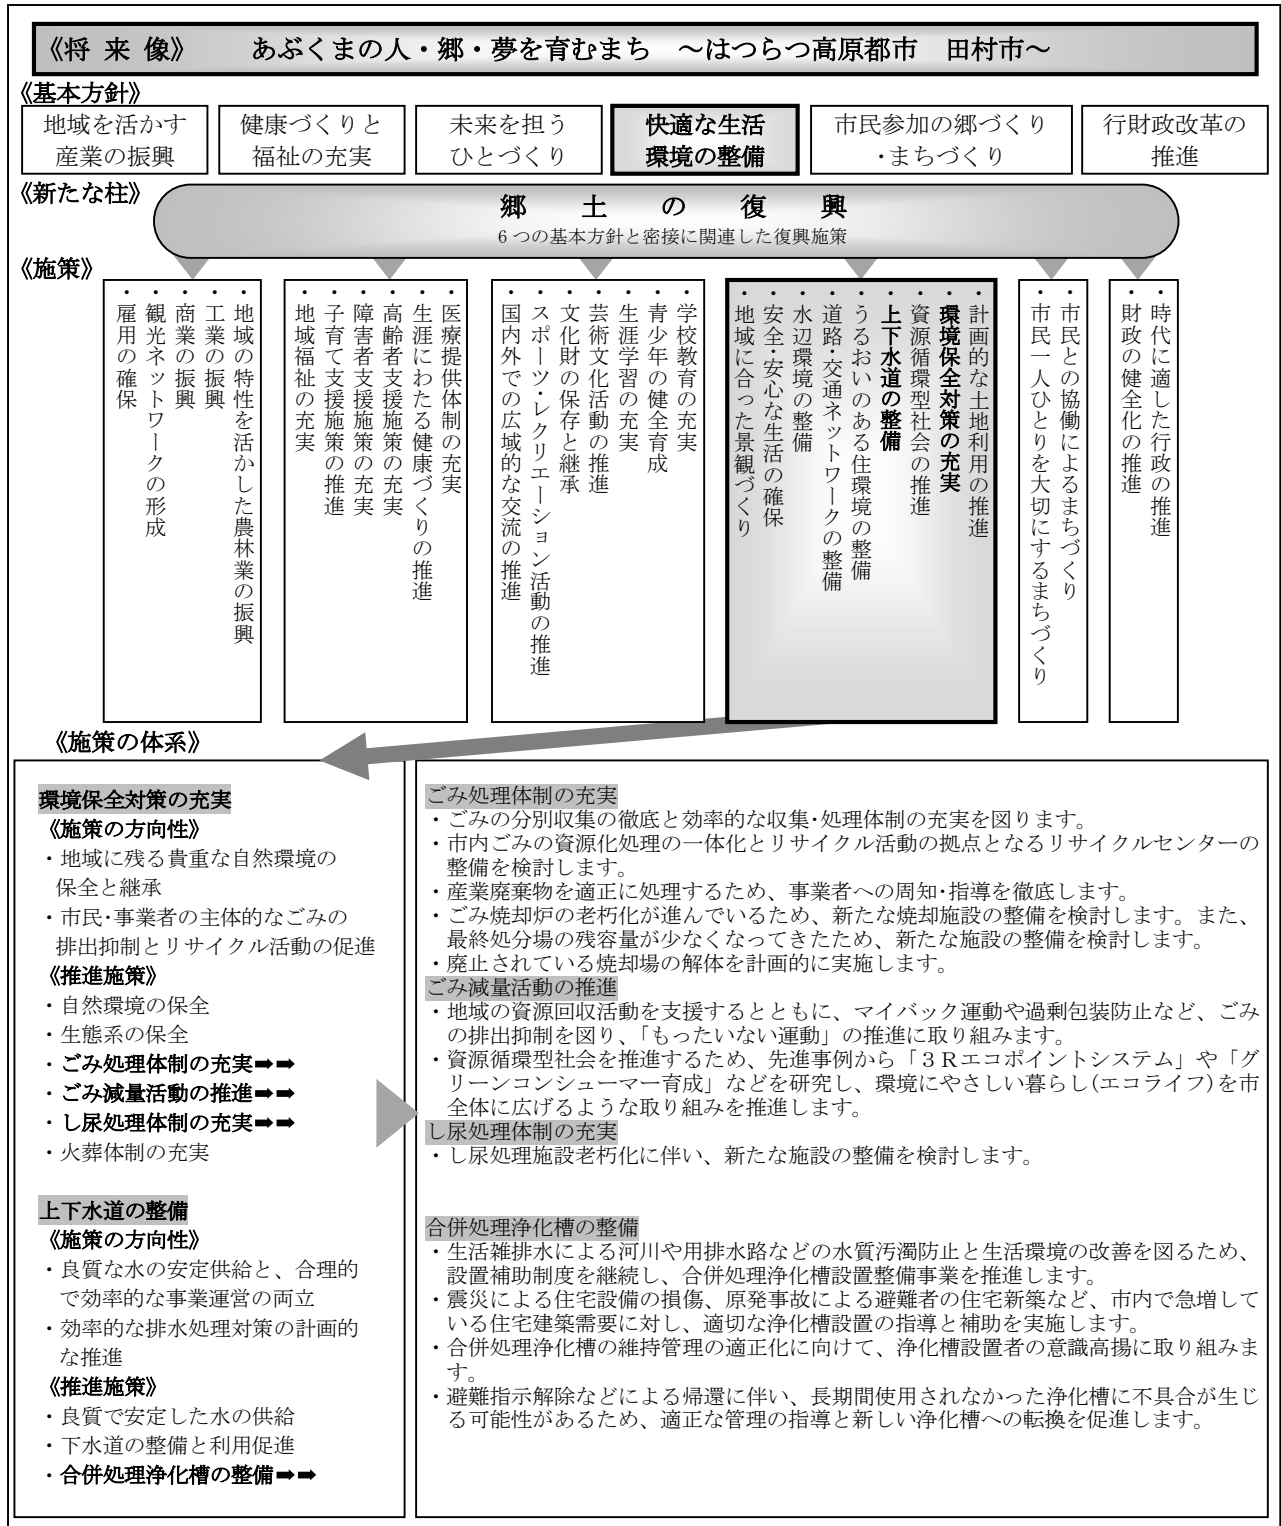 《将 来 像》 あぶくまの人・郷・夢を育むまち ～はつらつ高原都市 田村市～
《基本方針》
地域を活かす
産業の振興
健康づくりと
福祉の充実
未来を担う
ひとづくり
快適な生活
環境の整備
市民参加の郷づくり
・まちづくり
行財政改革の
推進
《新たな柱》
郷 土 の 復 興
6つの基本方針と密接に関連した復興施策
《施策》
・地域の特性を活かした農林業の振興
・工業の振興
・商業の振興
・観光ネットワークの形成
・雇用の確保
・医療提供体制の充実
・生涯にわたる健康づくりの推進
・高齢者支援施策の充実
・障害者支援施策の充実
・子育て支援施策の推進
・地域福祉の充実
・学校教育の充実
・青少年の健全育成
・生涯学習の充実
・芸術文化活動の推進
・文化財の保存と継承
・スポーツ・レクリエーション活動の推進
・国内外での広域的な交流の推進
・計画的な土地利用の推進
・環境保全対策の充実
・資源循環型社会の推進
・上下水道の整備
・うるおいのある住環境の整備
・道路・交通ネットワークの整備
・水辺環境の整備
・安全・安心な生活の確保
・地域に合った景観づくり
・市民との協働によるまちづくり
・市民一人ひとりを大切にするまちづくり
・時代に適した行政の推進
・財政の健全化の推進
《施策の体系》
環境保全対策の充実
《施策の方向性》
・地域に残る貴重な自然環境の
保全と継承
・市民・事業者の主体的なごみの
排出抑制とリサイクル活動の促進
《推進施策》
・自然環境の保全
・生態系の保全
・ごみ処理体制の充実➡➡
・ごみ減量活動の推進➡➡
・し尿処理体制の充実➡➡
・火葬体制の充実
上下水道の整備
《施策の方向性》
・良質な水の安定供給と、合理的
で効率的な事業運営の両立
・効率的な排水処理対策の計画的
な推進
《推進施策》
・良質で安定した水の供給
・下水道の整備と利用促進
・合併処理浄化槽の整備➡➡
ごみ処理体制の充実
・ごみの分別収集の徹底と効率的な収集・処理体制の充実を図ります。
・市内ごみの資源化処理の一体化とリサイクル活動の拠点となるリサイクルセンターの
整備を検討します。
・産業廃棄物を適正に処理するため、事業者への周知・指導を徹底します。
・ごみ焼却炉の老朽化が進んでいるため、新たな焼却施設の整備を検討します。また、
最終処分場の残容量が少なくなってきたため、新たな施設の整備を検討します。
・廃止されている焼却場の解体を計画的に実施します。
ごみ減量活動の推進
・地域の資源回収活動を支援するとともに、マイバック運動や過剰包装防止など、ごみ
の排出抑制を図り、「もったいない運動」の推進に取り組みます。
・資源循環型社会を推進するため、先進事例から「３Ｒエコポイントシステム」や「グ
リーンコンシューマー育成」などを研究し、環境にやさしい暮らし(エコライフ)を市
全体に広げるような取り組みを推進します。
し尿処理体制の充実
・し尿処理施設老朽化に伴い、新たな施設の整備を検討します。
合併処理浄化槽の整備
・生活雑排水による河川や用排水路などの水質汚濁防止と生活環境の改善を図るため、
設置補助制度を継続し、合併処理浄化槽設置整備事業を推進します。
・震災による住宅設備の損傷、原発事故による避難者の住宅新築など、市内で急増して
いる住宅建築需要に対し、適切な浄化槽設置の指導と補助を実施します。
・合併処理浄化槽の維持管理の適正化に向けて、浄化槽設置者の意識高揚に取り組みま
す。
・避難指示解除などによる帰還に伴い、長期間使用されなかった浄化槽に不具合が生じ
る可能性があるため、適正な管理の指導と新しい浄化槽への転換を促進します。